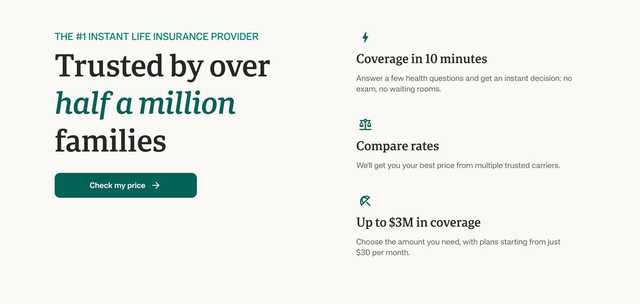 THE #1 INSTANT LIFE INSURANCE PROVIDER
Trusted by over
half a million
families
Check my price
Coverage in 10 minutes
Answer a few health questions and get an instant decision: no
exam, no waiting rooms.
Compare rates
We'll get you your best price from multiple trusted carriers.
Up to $3M in coverage
Choose the amount you need, with plans starting from just
$30 per month.